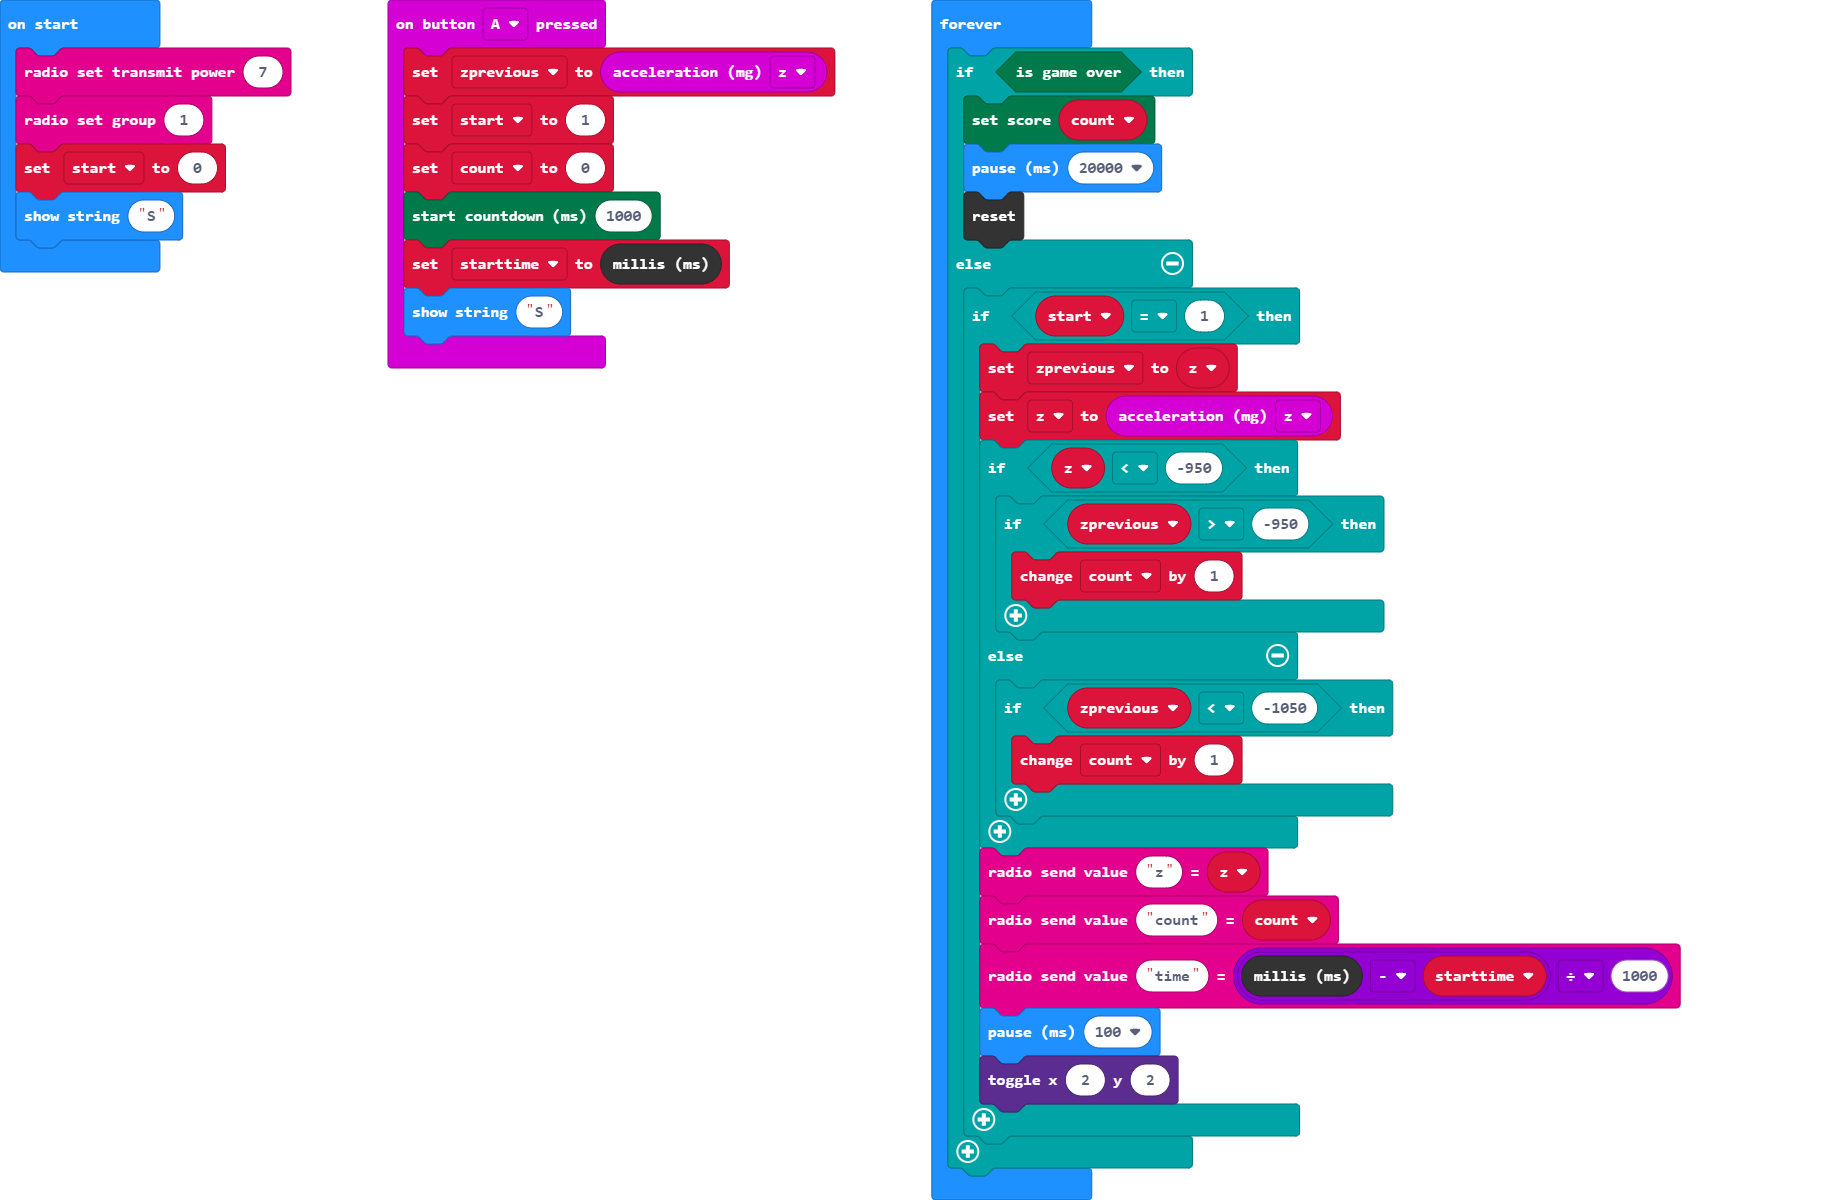 on start
radio set transmit power 7
radio set group 1
set start to 0
show string "S"
on button A pressed
set zprevious to acceleration (mg) z
set start to 1
set count to 0
start countdown (ms) 1000
set starttime to millis (ms)
show string "S"
forever
if is game over then
set score count
pause (ms) 20000
reset
else
if start = 1 then
set zprevious to z
set z to acceleration (mg) z
if z < -950 then
if zprevious > -950 then
change count by 1
else
if zprevious < -1050 then
change count by 1
radio send value "z" = z
radio send value "count" = count
radio send value "time" = millis (ms) - starttime ÷ 1000
pause (ms) 100
toggle x 2 y 2